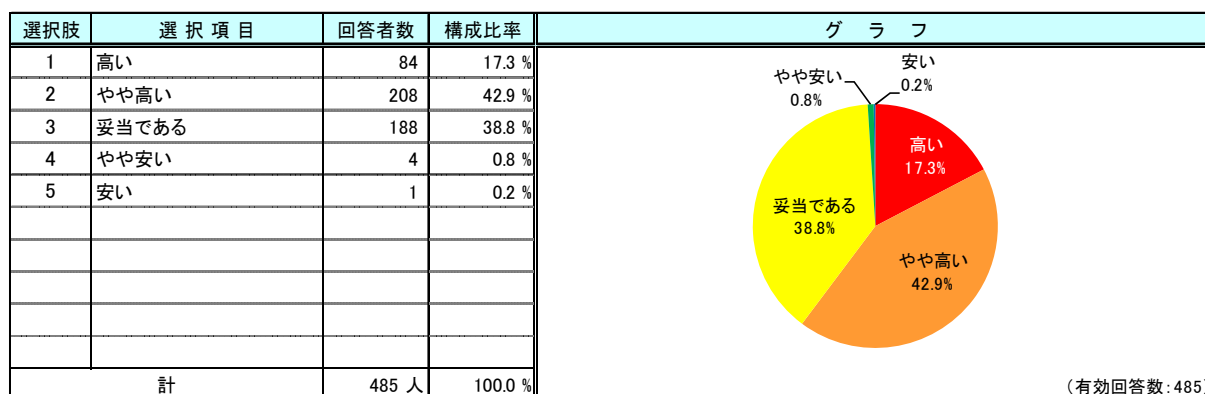 選択肢 選 択 項 目 回答者数 構成比率 グ ラ フ
1 高い 84 17.3 %
2 やや高い 208 42.9 %
3 妥当である 188 38.8 %
4 やや安い 4 0.8 %
5 安い 1 0.2 %
計 485 人 100.0 %
安い
0.2%
やや安い
0.8%
高い
17.3%
妥当である
38.8%
やや高い
42.9%
（有効回答数:485）